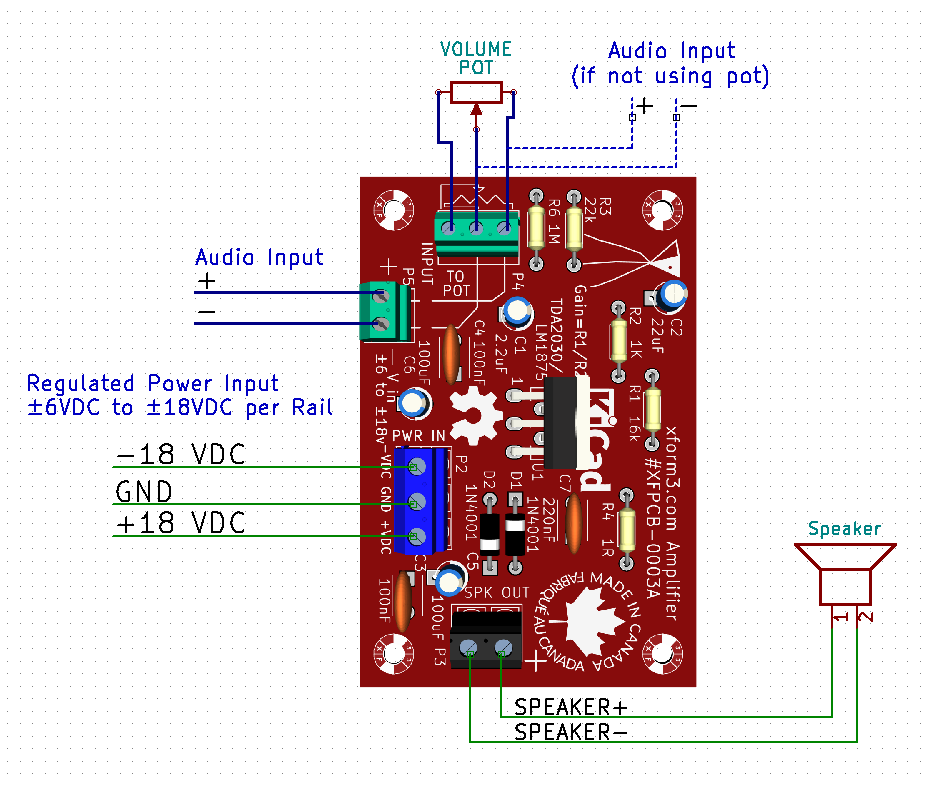 VOLUME
POT
Audio Input
(if not using pot)
+ −
Audio Input
+
−
Regulated Power Input
±6VDC to ±18VDC per Rail
−18 VDC
GND
+18 VDC
INPUT
TO
POT
P4
P5
+
−
R6 1M
R3
22k
Gain=R1/R2
C2
22uF
R2 1K
R1 16k
C1
2.2uF
C4 100nF
C6
100uF
TDA2030/
LM1875
1
U1
KiCad
V in
±6 to ±18v
PWR IN
P2
-VDC GND +VDC
D2
1N4001
D1
1N4001
C7
220nF
R4 1R
C3
100nF
C5
100uF
SPK OUT
P3
+
MADE IN CANADA
FABRIQUÉ AU CANADA
xform3.com Amplifier
#XFPCB-0003A
Speaker
1 2
SPEAKER+
SPEAKER−